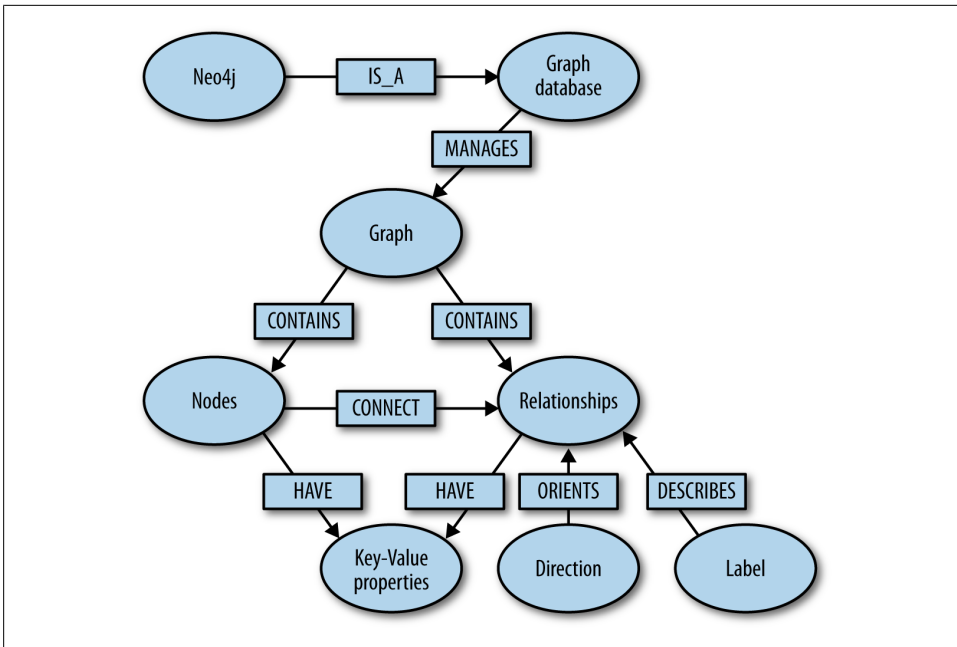 Neo4j
IS_A
Graph
database
MANAGES
Graph
CONTAINS
CONTAINS
Nodes
CONNECT
Relationships
HAVE
HAVE
ORIENTS
DESCRIBES
Key-Value
properties
Direction
Label